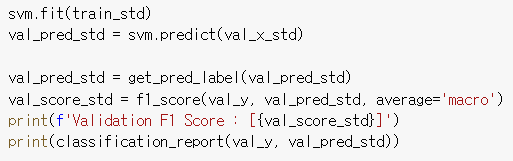 svm.fit(train_std)
val_pred_std = svm.predict(val_x_std)
val_pred_std = get_pred_label(val_pred_std)
val_score_std = f1_score(val_y, val_pred_std, average='macro')
print(f'Validation F1 Score : [{val_score_std}]')
print(classification_report(val_y, val_pred_std))